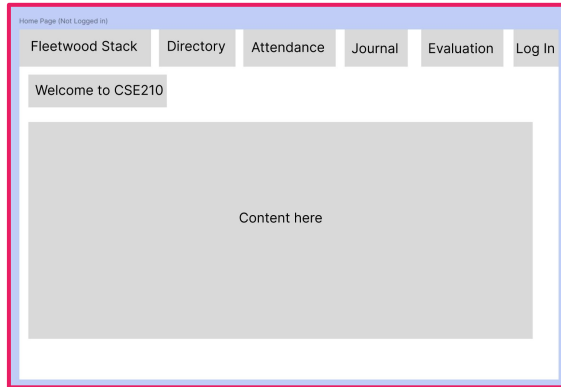 Home Page (Not Logged in)
Fleetwood Stack Directory Attendance Journal Evaluation Log In
Welcome to CSE210
Content here